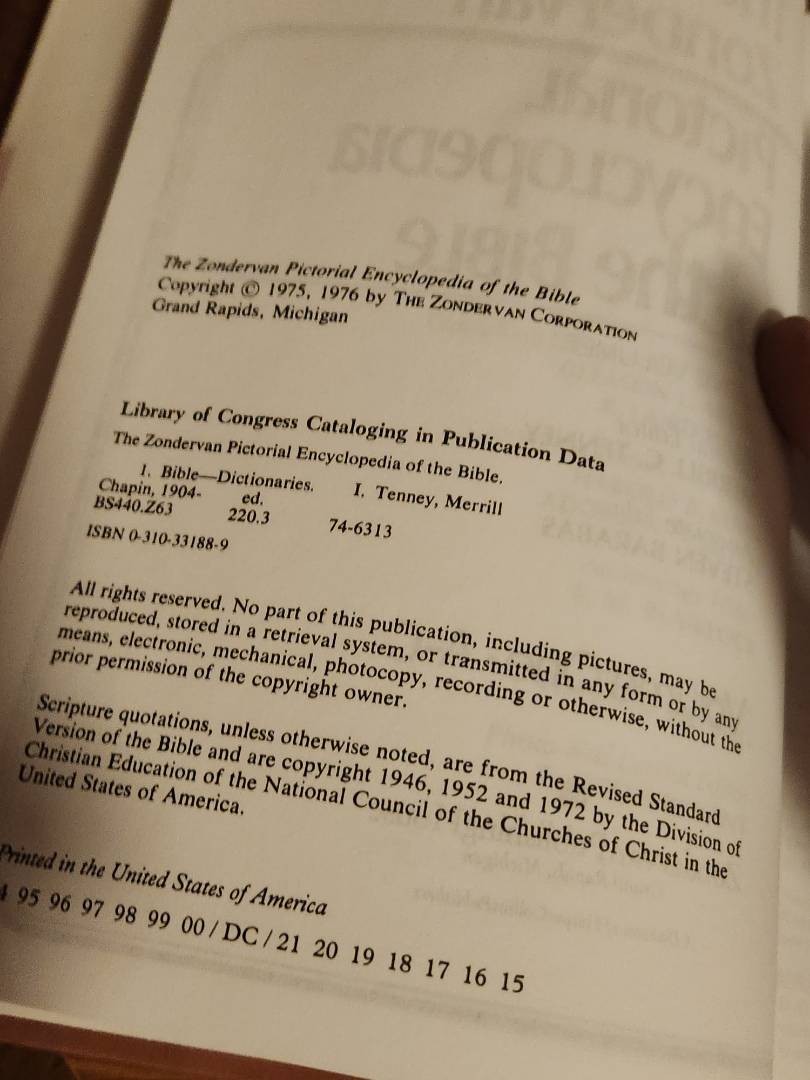 The Zondervan Pictorial Encyclopedia of the Bible
Copyright © 1975, 1976 by THE ZONDERVAN CORPORATION
Grand Rapids, Michigan
Library of Congress Cataloging in Publication Data
The Zondervan Pictorial Encyclopedia of the Bible.
1. Bible—Dictionaries. I. Tenney, Merrill
Chapin, 1904- ed.
BS440.Z63 220.3 74-6313
ISBN 0-310-33188-9
All rights reserved. No part of this publication, including pictures, may be
reproduced, stored in a retrieval system, or transmitted in any form or by any
means, electronic, mechanical, photocopy, recording or otherwise, without the
prior permission of the copyright owner.
Scripture quotations, unless otherwise noted, are from the Revised Standard
Version of the Bible and are copyright 1946, 1952 and 1972 by the Division of
Christian Education of the National Council of the Churches of Christ in the
United States of America.
Printed in the United States of America
95 96 97 98 99 00 / DC / 21 20 19 18 17 16 15